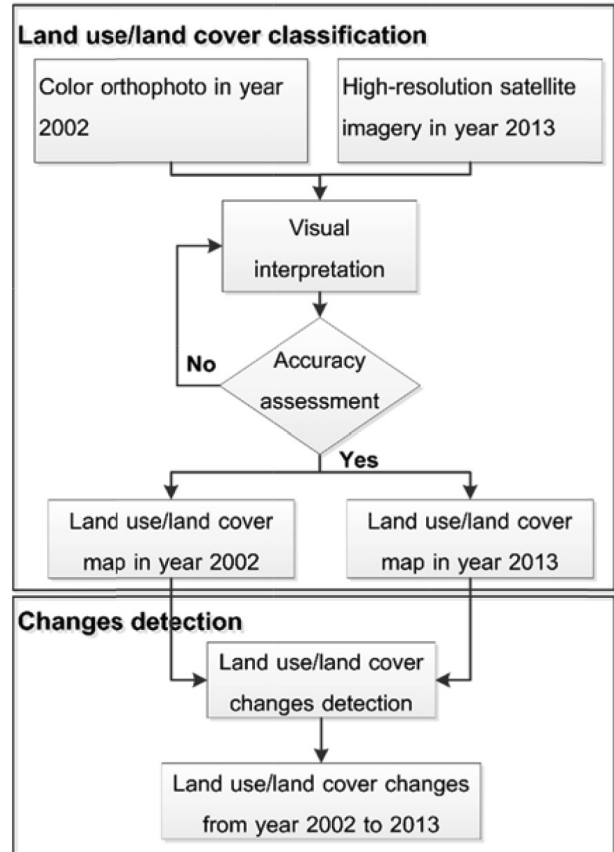 Land use/land cover classification
Color orthophoto in year
2002
High-resolution satellite
imagery in year 2013
Visual
interpretation
No
Accuracy
assessment
Yes
Land use/land cover
map in year 2002
Land use/land cover
map in year 2013
Changes detection
Land use/land cover
changes detection
Land use/land cover changes
from year 2002 to 2013